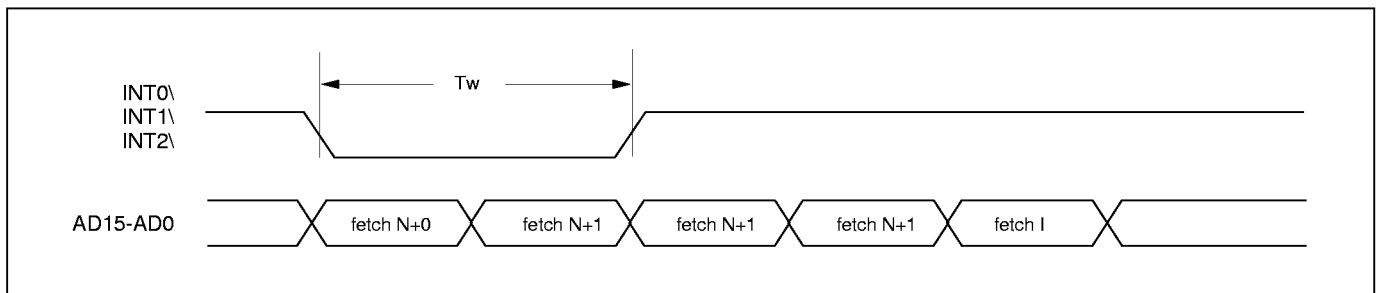 Tw
INT0\
INT1\
INT2\
AD15-AD0
fetch N+0
fetch N+1
fetch N+1
fetch N+1
fetch I